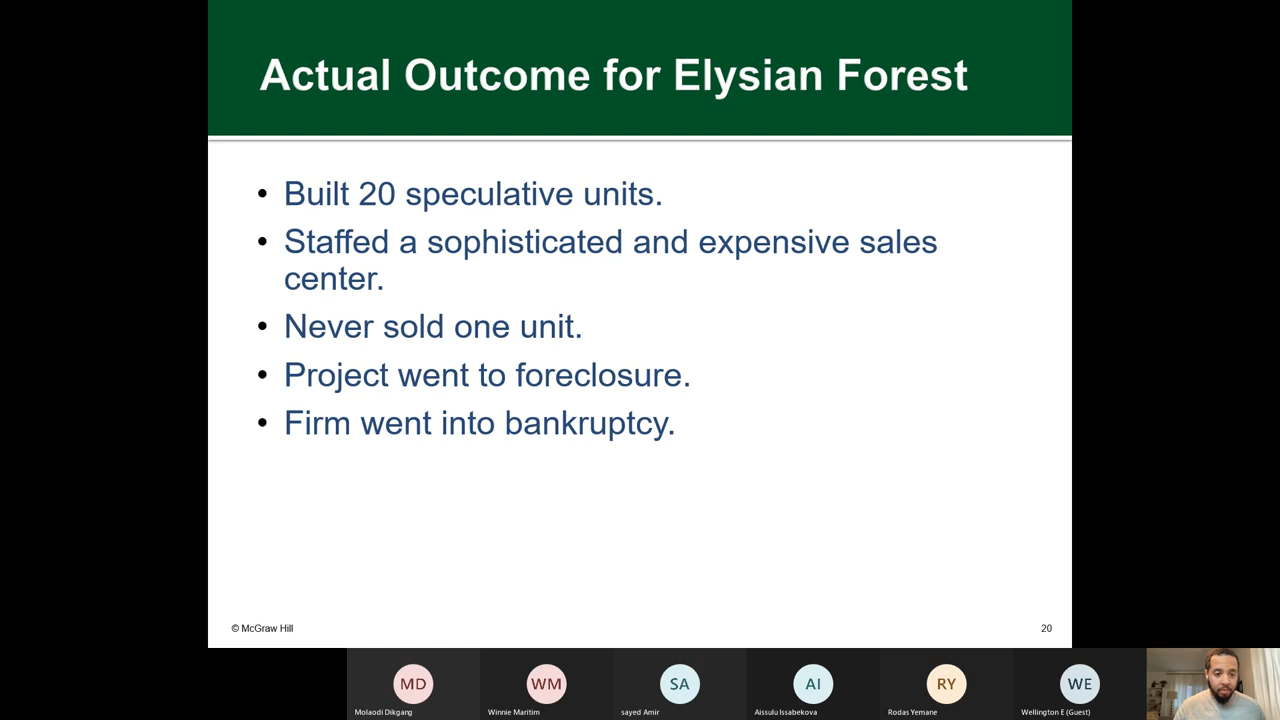 Actual Outcome for Elysian Forest
• Built 20 speculative units.
• Staffed a sophisticated and expensive sales
center.
• Never sold one unit.
• Project went to foreclosure.
• Firm went into bankruptcy.
© McGraw Hill
20
MD
WM
SA
AI
RY
WE
Molaodi Dikgang
Winnie Maritim
sayed Amir
Aissulu Issabekova
Rodas Yemane
Wellington E (Guest)